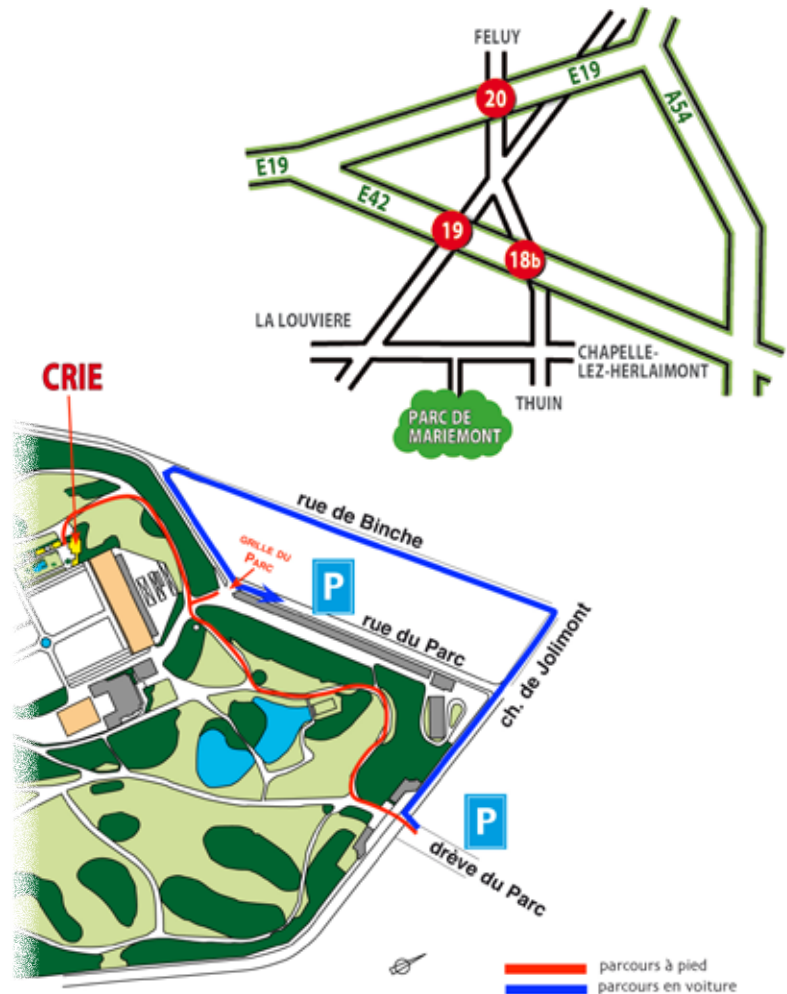 FELUY
20
E19
A54
E19
E42
19
18b
LA LOUVIERE
CHAPELLE-
LEZ-HERLAIMONT
THUIN
PARC DE
MARIEMONT
CRIE
rue de Binche
GRILLE DU
PARC
P
rue du Parc
ch. de Jolimont
P
drève du Parc
parcours à pied
parcours en voiture